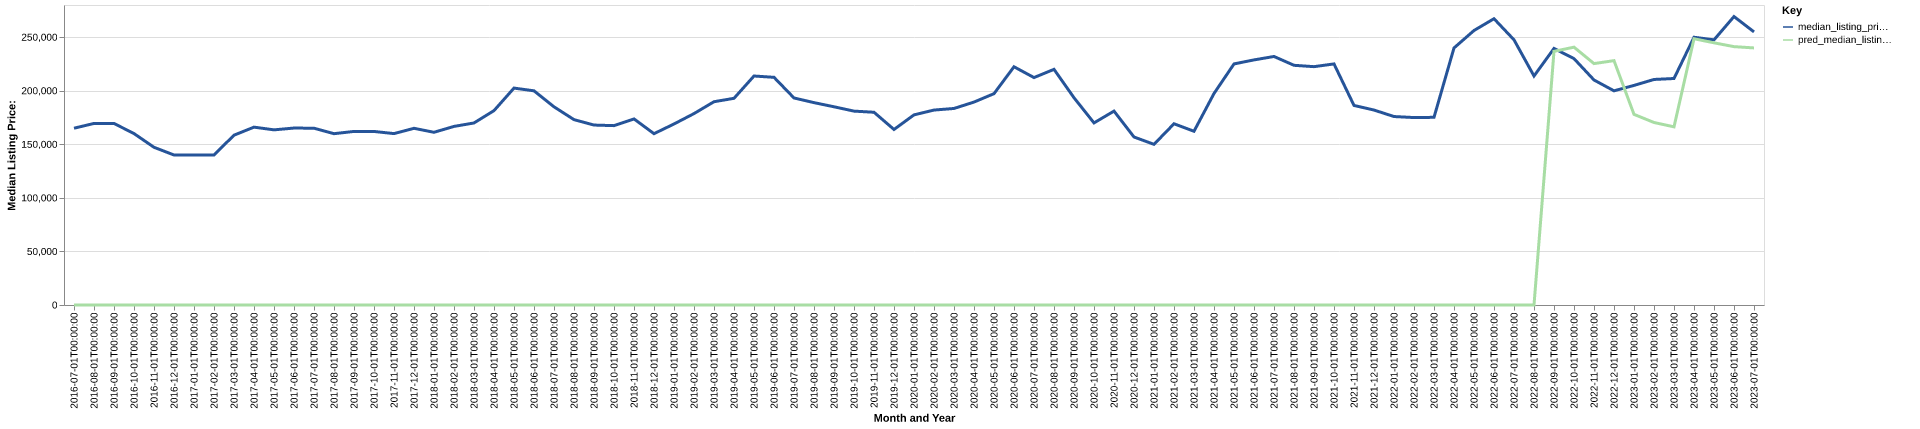 Key
median_listing_pri...
pred_median_listin...
Median Listing Price:
250,000
200,000
150,000
100,000
50,000
0
2016-07-01T00:00:00
2016-08-01T00:00:00
2016-09-01T00:00:00
2016-10-01T00:00:00
2016-11-01T00:00:00
2016-12-01T00:00:00
2017-01-01T00:00:00
2017-02-01T00:00:00
2017-03-01T00:00:00
2017-04-01T00:00:00
2017-05-01T00:00:00
2017-06-01T00:00:00
2017-07-01T00:00:00
2017-08-01T00:00:00
2017-09-01T00:00:00
2017-10-01T00:00:00
2017-11-01T00:00:00
2017-12-01T00:00:00
2018-01-01T00:00:00
2018-02-01T00:00:00
2018-03-01T00:00:00
2018-04-01T00:00:00
2018-05-01T00:00:00
2018-06-01T00:00:00
2018-07-01T00:00:00
2018-08-01T00:00:00
2018-09-01T00:00:00
2018-10-01T00:00:00
2018-11-01T00:00:00
2018-12-01T00:00:00
2019-01-01T00:00:00
2019-02-01T00:00:00
2019-03-01T00:00:00
2019-04-01T00:00:00
2019-05-01T00:00:00
2019-06-01T00:00:00
2019-07-01T00:00:00
2019-08-01T00:00:00
2019-09-01T00:00:00
2019-10-01T00:00:00
2019-11-01T00:00:00
2019-12-01T00:00:00
2020-01-01T00:00:00
2020-02-01T00:00:00
2020-03-01T00:00:00
2020-04-01T00:00:00
2020-05-01T00:00:00
2020-06-01T00:00:00
2020-07-01T00:00:00
2020-08-01T00:00:00
2020-09-01T00:00:00
2020-10-01T00:00:00
2020-11-01T00:00:00
2020-12-01T00:00:00
2021-01-01T00:00:00
2021-02-01T00:00:00
2021-03-01T00:00:00
2021-04-01T00:00:00
2021-05-01T00:00:00
2021-06-01T00:00:00
2021-07-01T00:00:00
2021-08-01T00:00:00
2021-09-01T00:00:00
2021-10-01T00:00:00
2021-11-01T00:00:00
2021-12-01T00:00:00
2022-01-01T00:00:00
2022-02-01T00:00:00
2022-03-01T00:00:00
2022-04-01T00:00:00
2022-05-01T00:00:00
2022-06-01T00:00:00
2022-07-01T00:00:00
2022-08-01T00:00:00
2022-09-01T00:00:00
2022-10-01T00:00:00
2022-11-01T00:00:00
2022-12-01T00:00:00
2023-01-01T00:00:00
2023-02-01T00:00:00
2023-03-01T00:00:00
2023-04-01T00:00:00
2023-05-01T00:00:00
2023-06-01T00:00:00
2023-07-01T00:00:00
Month and Year